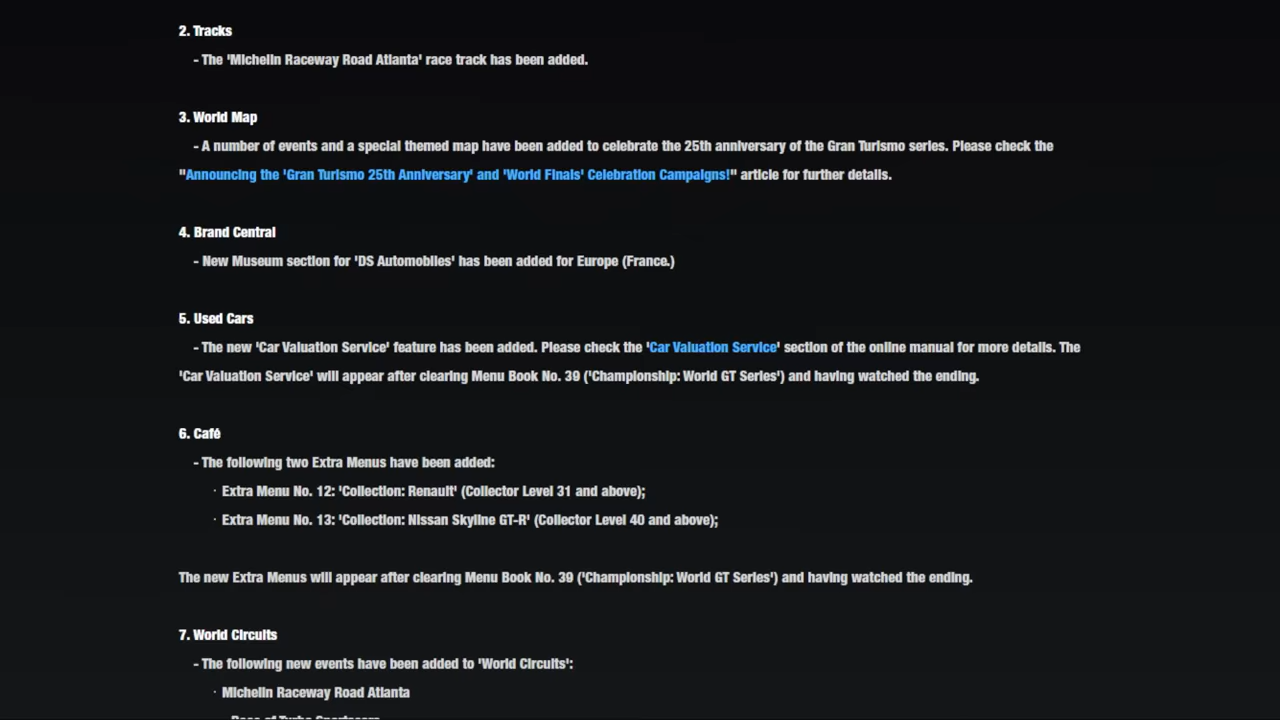 2. Tracks
- The 'Michelin Raceway Road Atlanta' race track has been added.
3. World Map
- A number of events and a special themed map have been added to celebrate the 25th anniversary of the Gran Turismo series. Please check the
"Announcing the 'Gran Turismo 25th Anniversary' and 'World Finals' Celebration Campaigns!" article for further details.
4. Brand Central
- New Museum section for 'DS Automobiles' has been added for Europe (France.)
5. Used Cars
- The new 'Car Valuation Service' feature has been added. Please check the 'Car Valuation Service' section of the online manual for more details. The
'Car Valuation Service' will appear after clearing Menu Book No. 39 ('Championship: World GT Series') and having watched the ending.
6. Café
- The following two Extra Menus have been added:
· Extra Menu No. 12: 'Collection: Renault' (Collector Level 31 and above);
· Extra Menu No. 13: 'Collection: Nissan Skyline GT-R' (Collector Level 40 and above);
The new Extra Menus will appear after clearing Menu Book No. 39 ('Championship: World GT Series') and having watched the ending.
7. World Circuits
- The following new events have been added to 'World Circuits':
· Michelin Raceway Road Atlanta
- Race of Turbo Sportscars